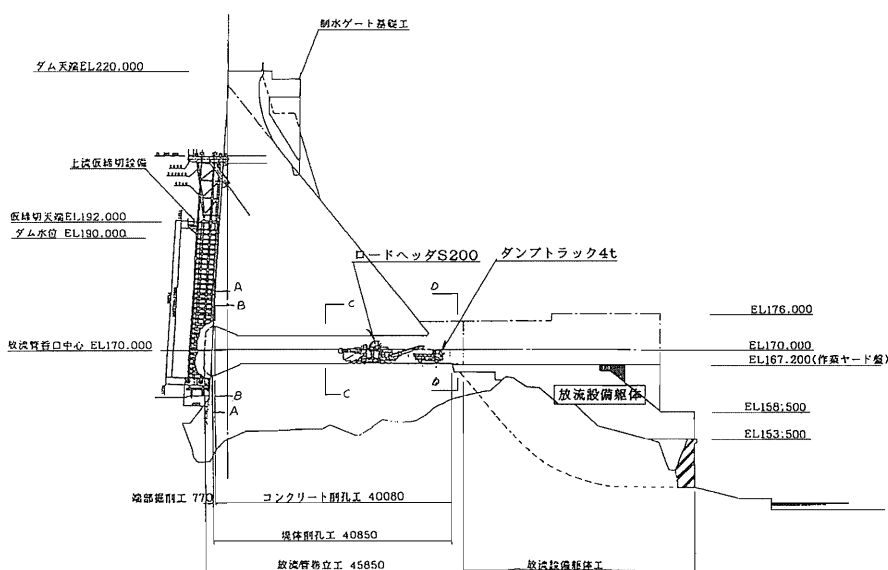 制水ゲート基礎工
ダム天端EL220.000
上流仮締切設備
仮締切天端EL192.000
ダム水位 EL190.000
ロードヘッダS200
ダンプトラック4t
A
B
C
D
EL176.000
放流管呑口中心 EL170.000
EL170.000
EL167.200(作業ヤード盤)
C
D
B
A
放流設備躯体
EL158.500
EL153.500
端部掘削工 770
コンクリート削孔工 40080
堤体削孔工 40850
放流管巻立工 45850
放流設備躯体工